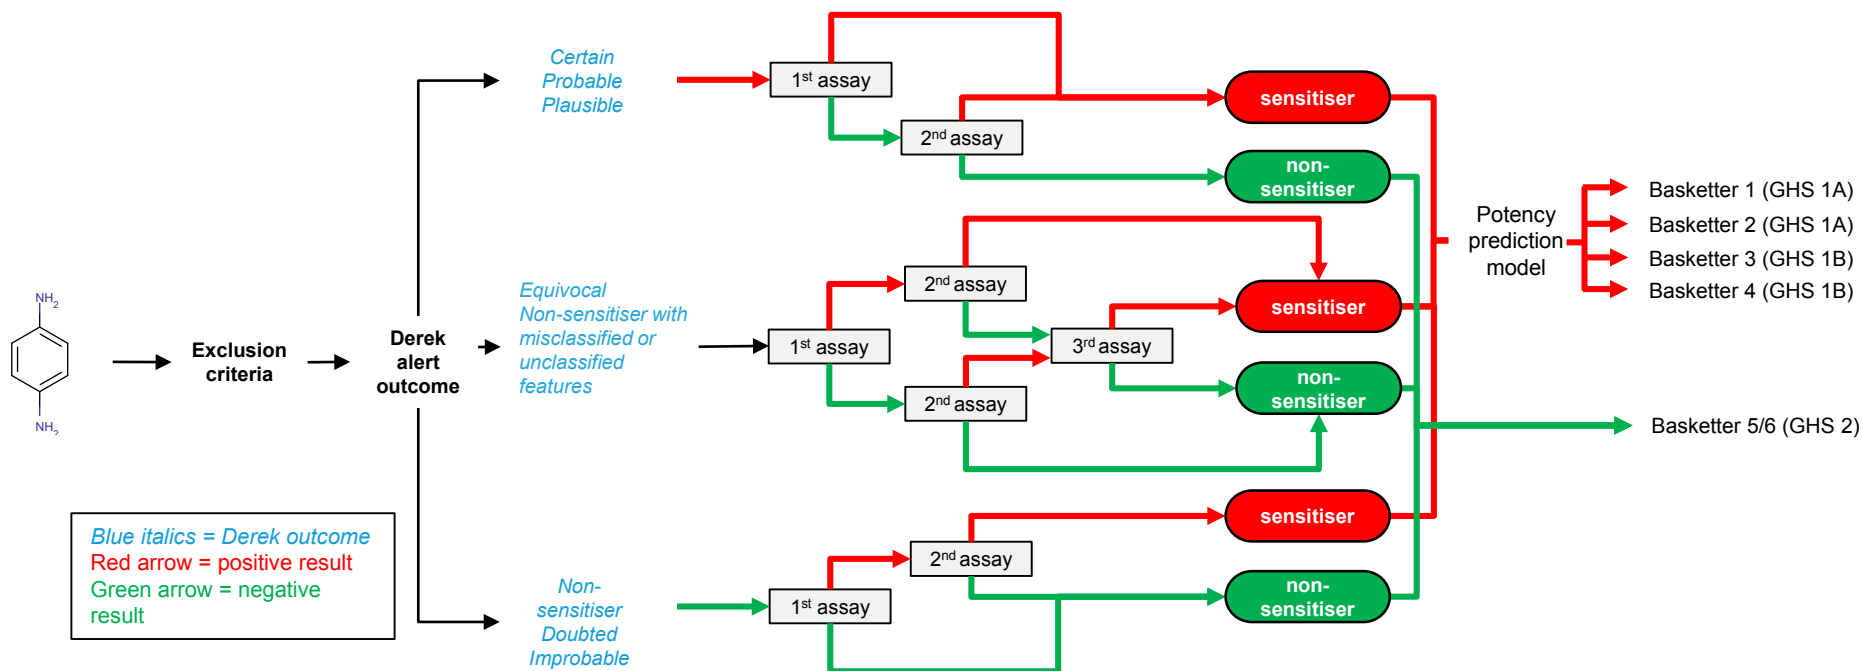 Certain
Probable
Plausible
1st assay
2nd assay
sensitiser
non-
sensitiser
Equivocal
Non-sensitiser with
misclassified or
unclassified
features
1st assay
2nd assay
2nd assay
3rd assay
sensitiser
non-
sensitiser
Potency
prediction
model
Basketter 1 (GHS 1A)
Basketter 2 (GHS 1A)
Basketter 3 (GHS 1B)
Basketter 4 (GHS 1B)
Basketter 5/6 (GHS 2)
NH2
NH2
Exclusion
criteria
Derek
alert
outcome
Non-
sensitiser
Doubted
Improbable
1st assay
2nd assay
sensitiser
non-
sensitiser
Blue italics = Derek outcome
Red arrow = positive result
Green arrow = negative
result